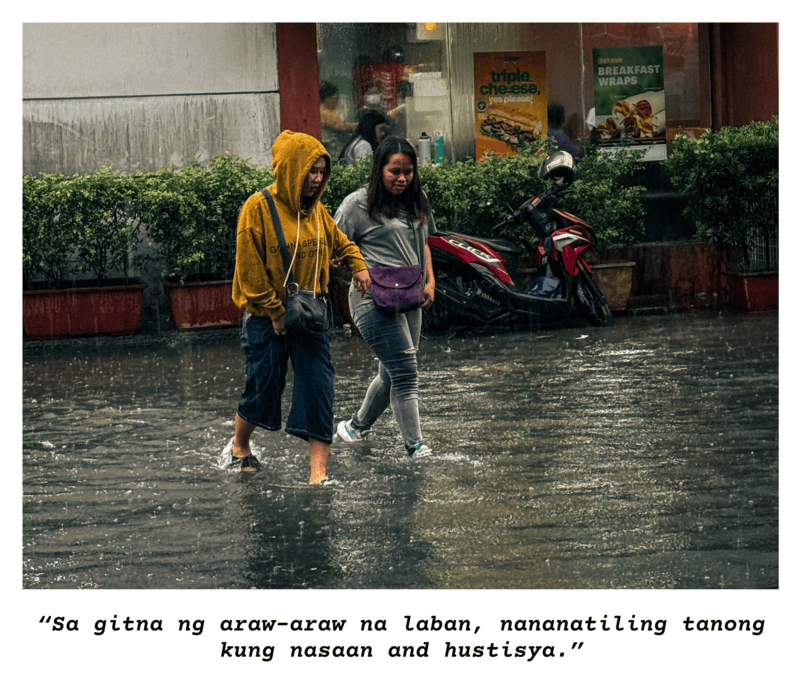 triple
cheese,
yes please!
BREAKFAST
WRAPS
“Sa gitna ng araw-araw na laban, nananatiling tanong
kung nasaan and hustisya.”